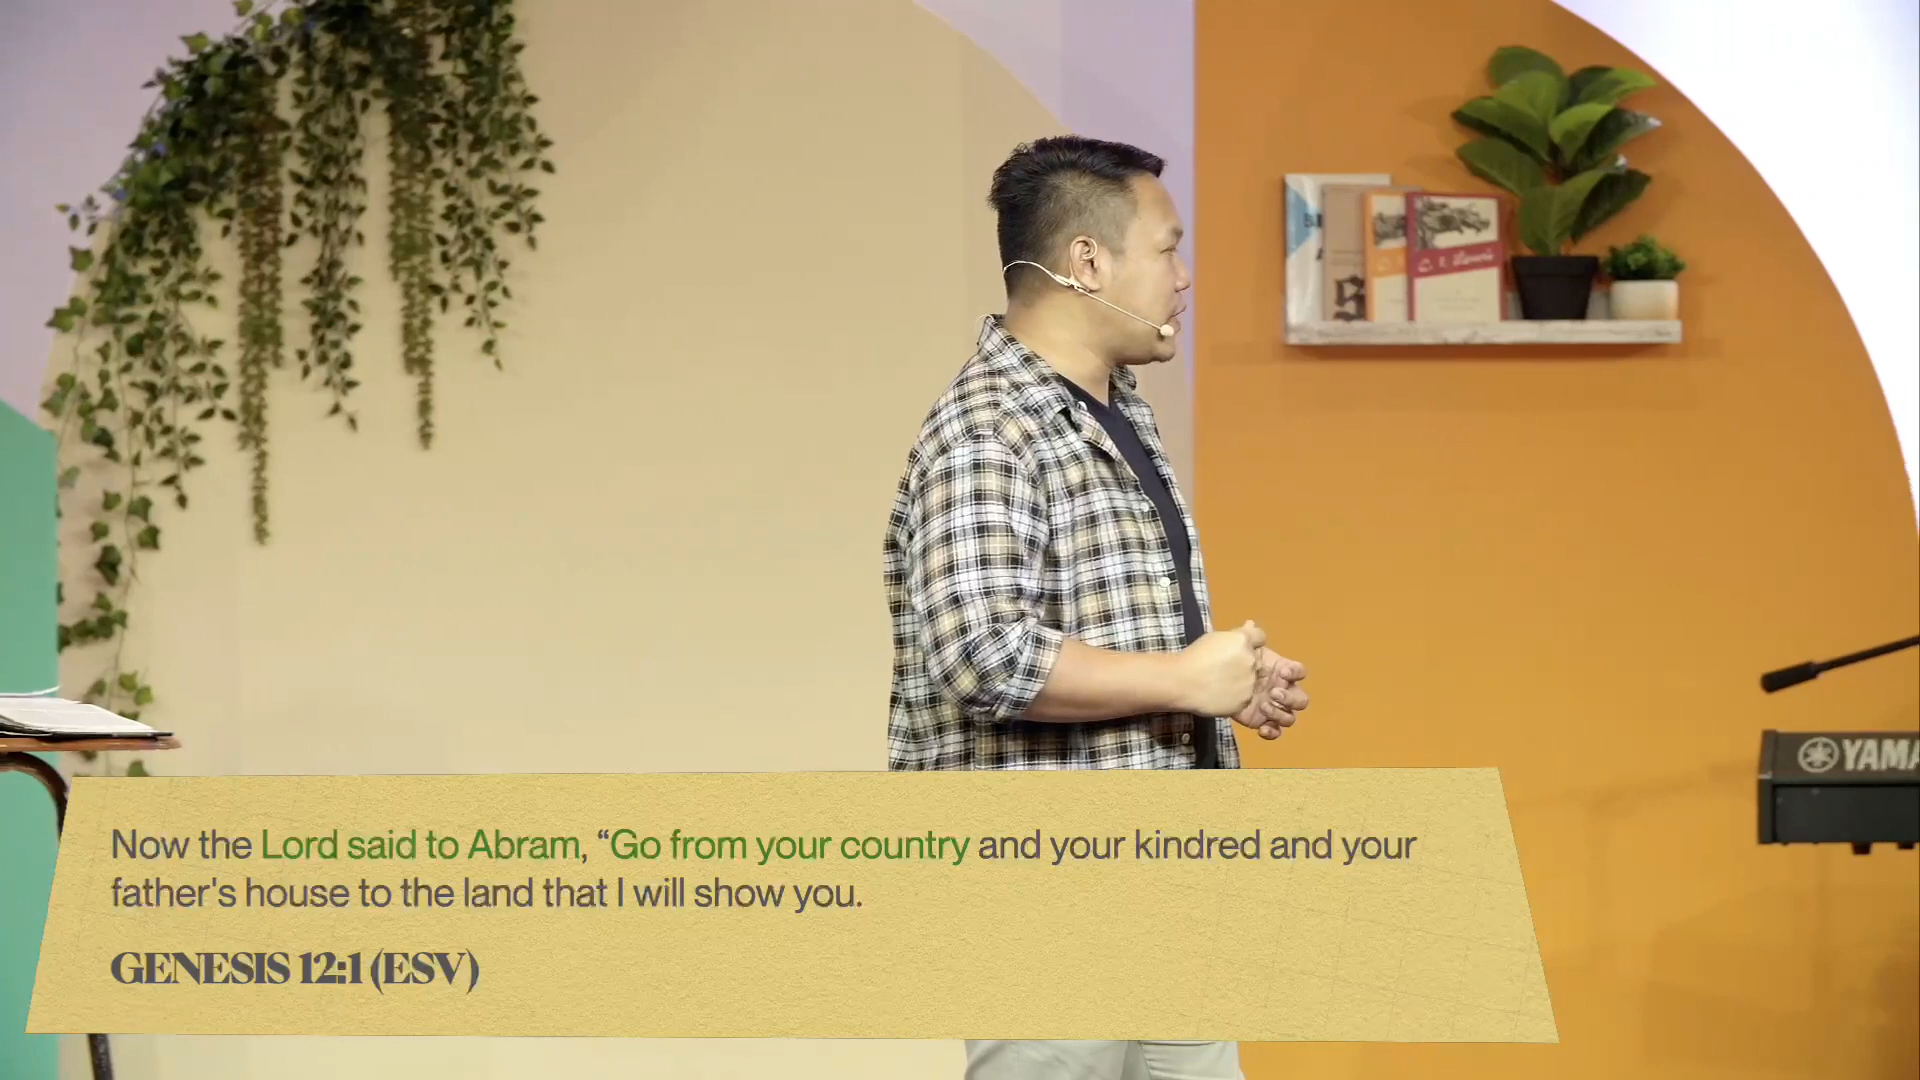 C. S. Lewis
YAMA
Now the Lord said to Abram, “Go from your country and your kindred and your
father's house to the land that I will show you.
GENESIS 12:1 (ESV)